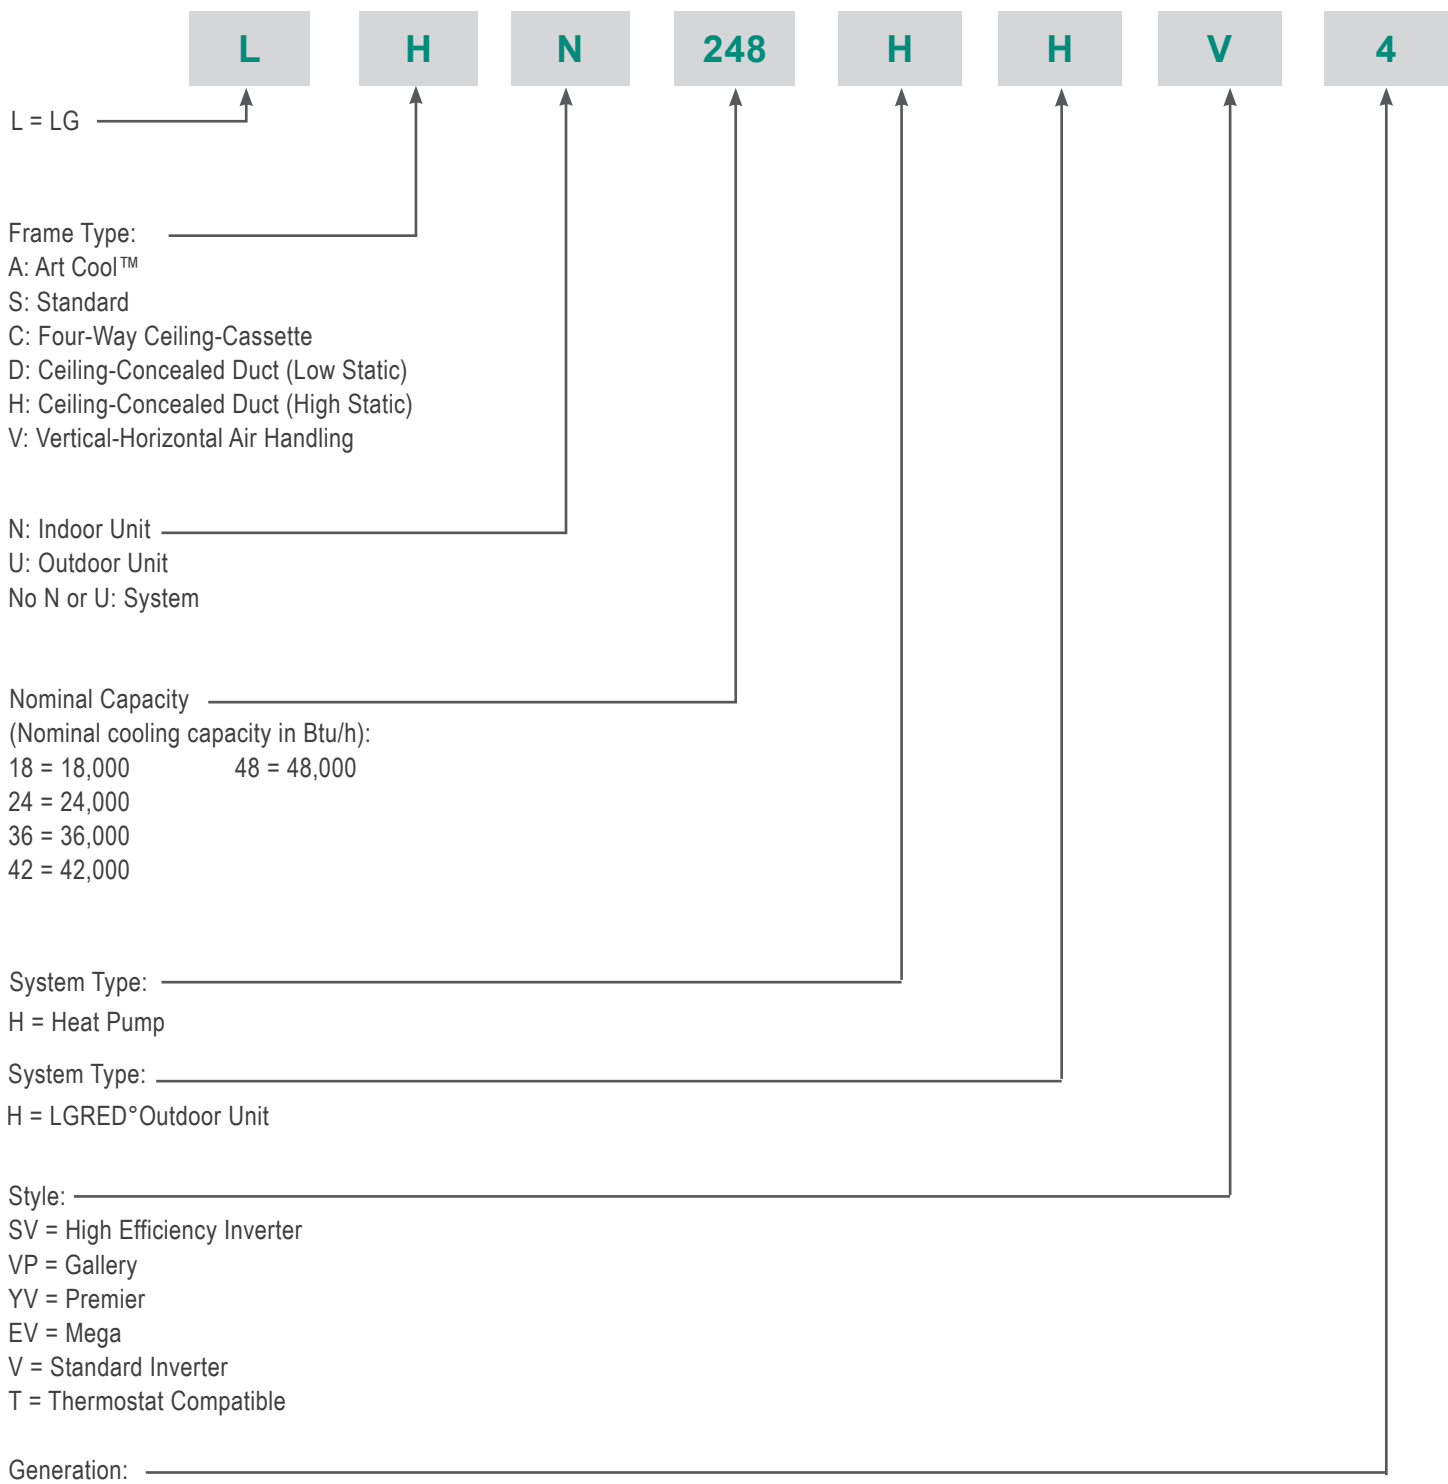 L H N 248 H H V 4
L = LG
Frame Type:
A: Art Cool™
S: Standard
C: Four-Way Ceiling-Cassette
D: Ceiling-Concealed Duct (Low Static)
H: Ceiling-Concealed Duct (High Static)
V: Vertical-Horizontal Air Handling
N: Indoor Unit
U: Outdoor Unit
No N or U: System
Nominal Capacity
(Nominal cooling capacity in Btu/h):
18 = 18,000 48 = 48,000
24 = 24,000
36 = 36,000
42 = 42,000
System Type:
H = Heat Pump
System Type:
H = LGRED°Outdoor Unit
Style:
SV = High Efficiency Inverter
VP = Gallery
YV = Premier
EV = Mega
V = Standard Inverter
T = Thermostat Compatible
Generation: